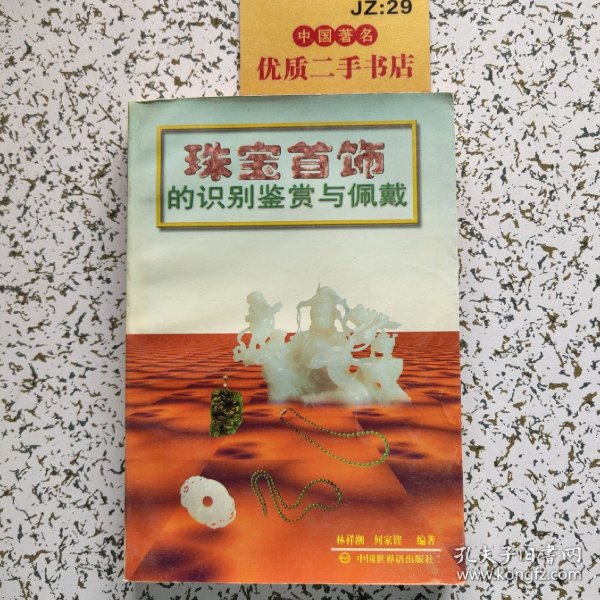 JZ:29
中国著名
优质二手书店
珠宝首饰
的识别鉴赏与佩戴
林祥潮 何家铿 编著
中国世界语出版社
孔夫子旧书网
www.kongfz.com